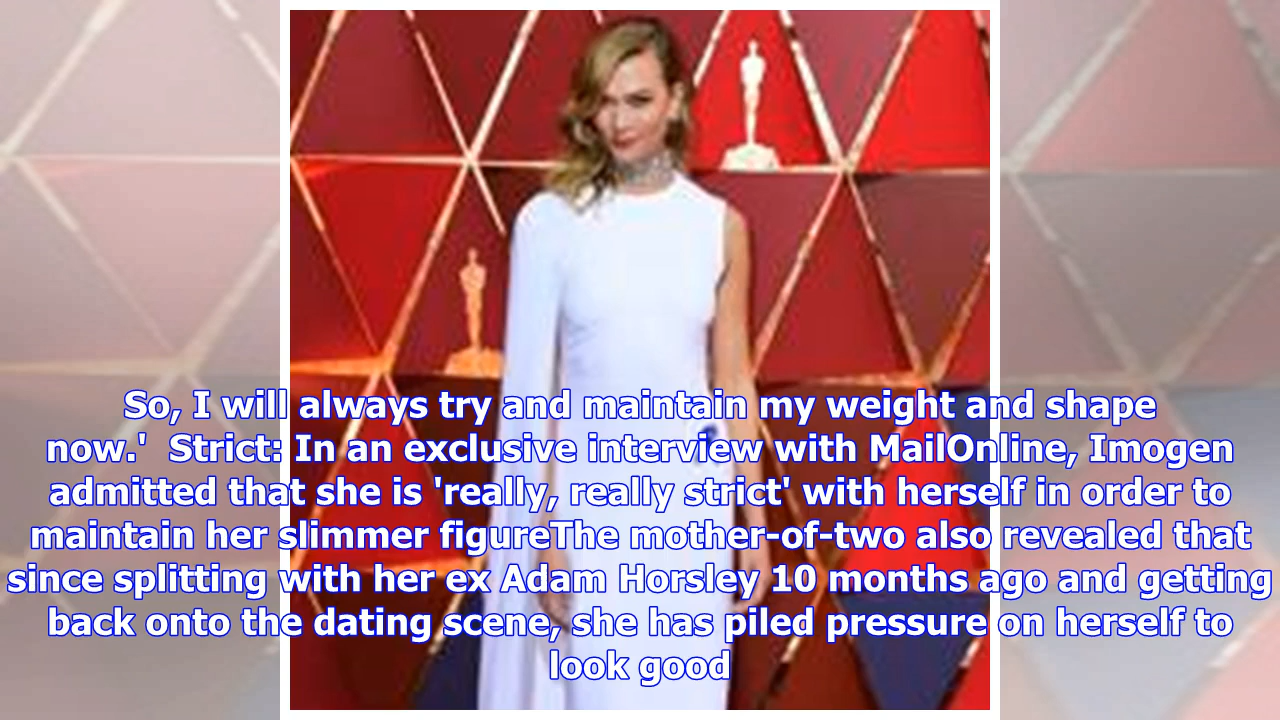 So, I will always try and maintain my weight and shape
now.'  Strict: In an exclusive interview with MailOnline, Imogen
admitted that she is 'really, really strict' with herself in order to
maintain her slimmer figureThe mother-of-two also revealed that
since splitting with her ex Adam Horsley 10 months ago and getting
back onto the dating scene, she has piled pressure on herself to
look good